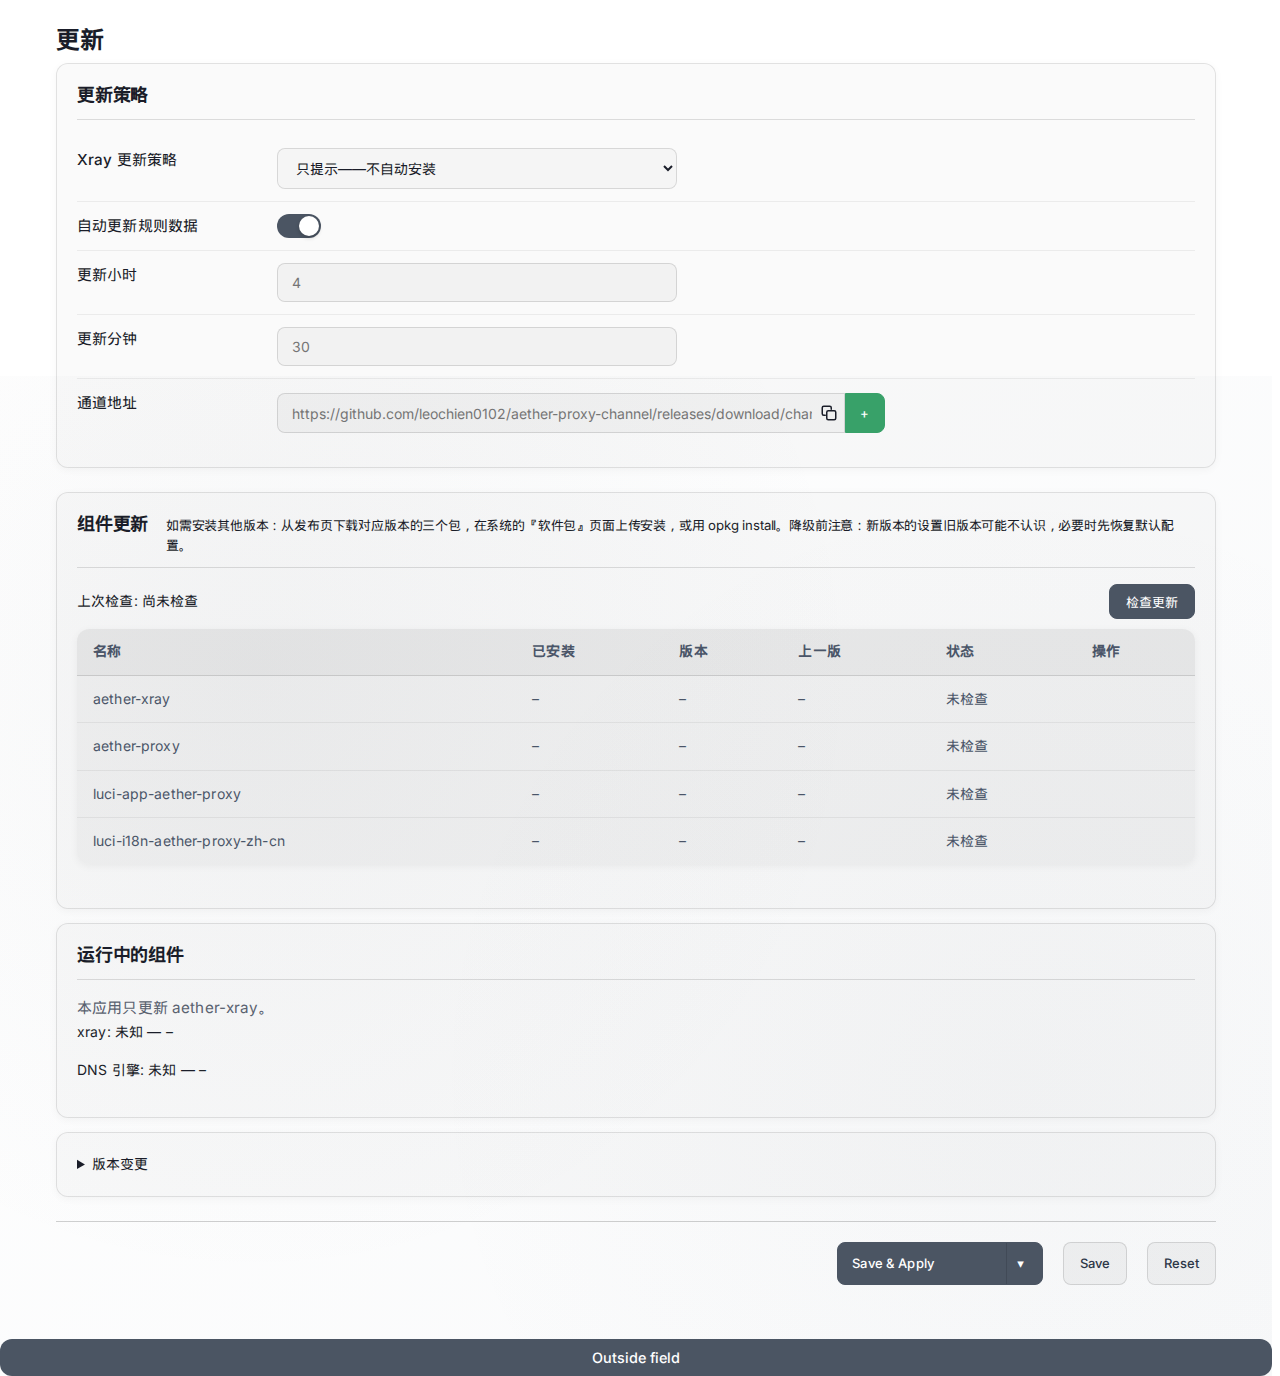 更新
更新策略
Xray 更新策略
只提示——不自动安装
自动更新规则数据
更新小时
4
更新分钟
30
通道地址
https://github.com/leochien0102/aether-proxy-channel/releases/download/char
+
组件更新
如需安装其他版本：从发布页下载对应版本的三个包，在系统的『软件包』页面上传安装，或用 opkg install。降级前注意：新版本的设置旧版本可能不认识，必要时先恢复默认配
置。
上次检查: 尚未检查
检查更新
名称 已安装 版本 上一版 状态 操作
aether-xray – – – 未检查
aether-proxy – – – 未检查
luci-app-aether-proxy – – – 未检查
luci-i18n-aether-proxy-zh-cn – – – 未检查
运行中的组件
本应用只更新 aether-xray。
xray: 未知 — –
DNS 引擎: 未知 — –
版本变更
Save & Apply ▾ Save Reset
Outside field